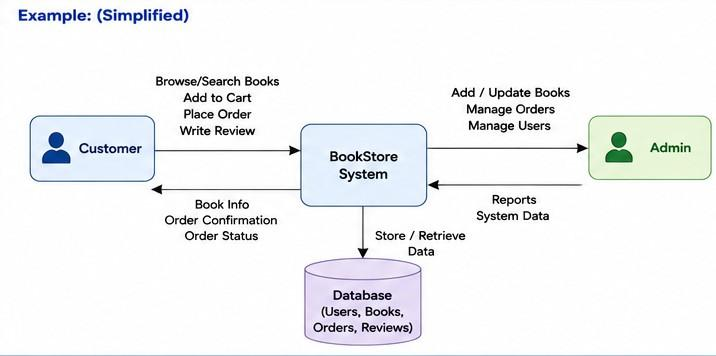 Example: (Simplified)
Browse/Search Books
Add to Cart
Place Order
Write Review
Add / Update Books
Manage Orders
Manage Users
Customer
BookStore
System
Admin
Book Info
Order Confirmation
Order Status
Reports
System Data
Store / Retrieve
Data
Database
(Users, Books,
Orders, Reviews)